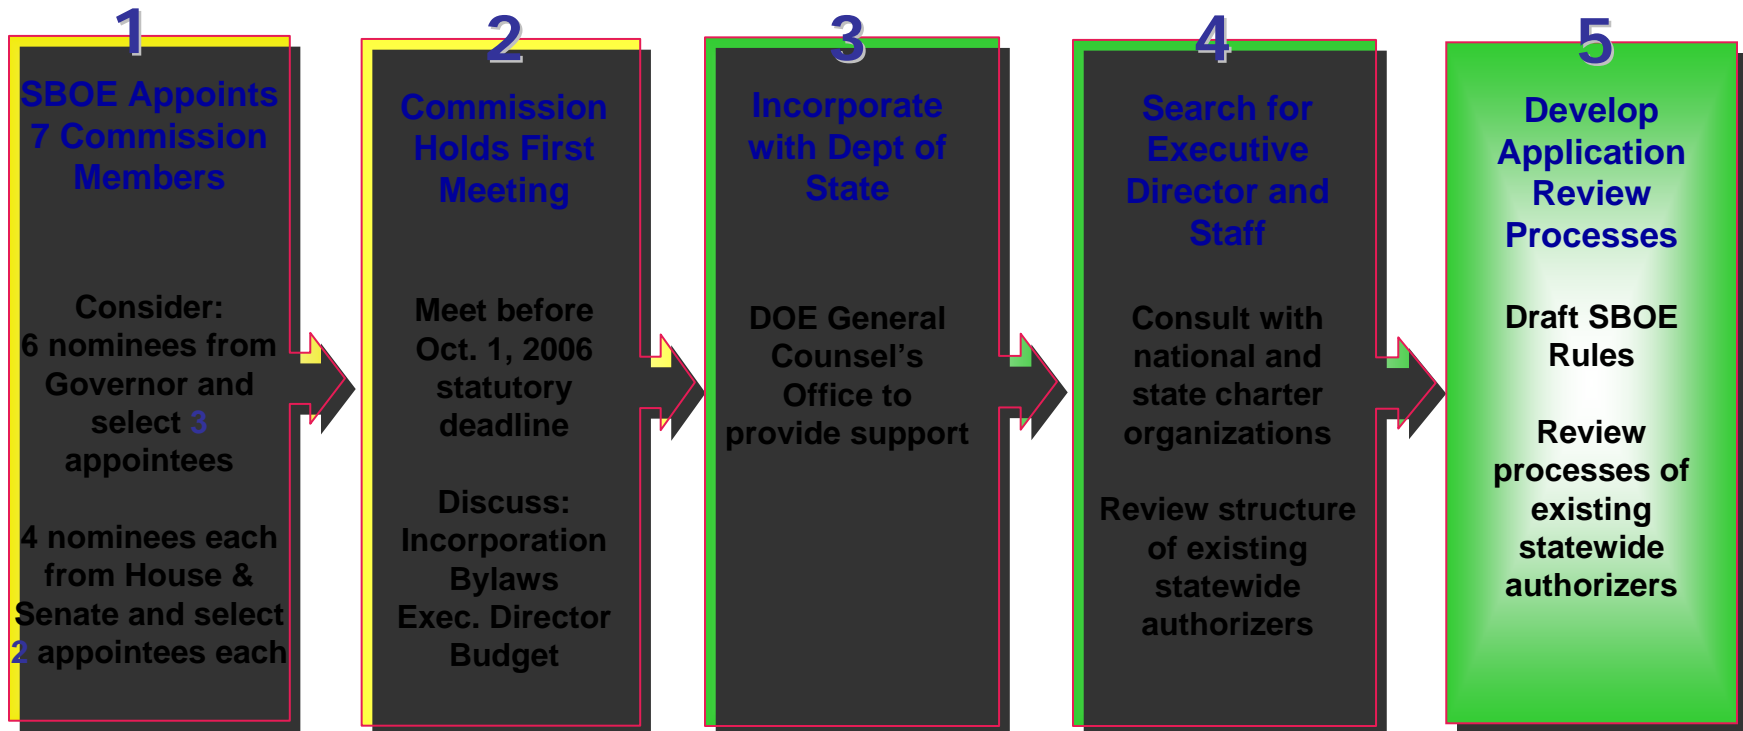 1
SBOE Appoints
7 Commission
Members
Consider:
6 nominees from
Governor and
select 3
appointees
4 nominees each
from House &
Senate and select
2 appointees each
2
Commission
Holds First
Meeting
Meet before
Oct. 1, 2006
statutory
deadline
Discuss:
Incorporation
Bylaws
Exec. Director
Budget
3
Incorporate
with Dept of
State
DOE General
Counsel's
Office to
provide support
4
Search for
Executive
Director and
Staff
Consult with
national and
state charter
organizations
Review structure
of existing
statewide
authorizers
5
Develop
Application
Review
Processes
Draft SBOE
Rules
Review
processes of
existing
statewide
authorizers